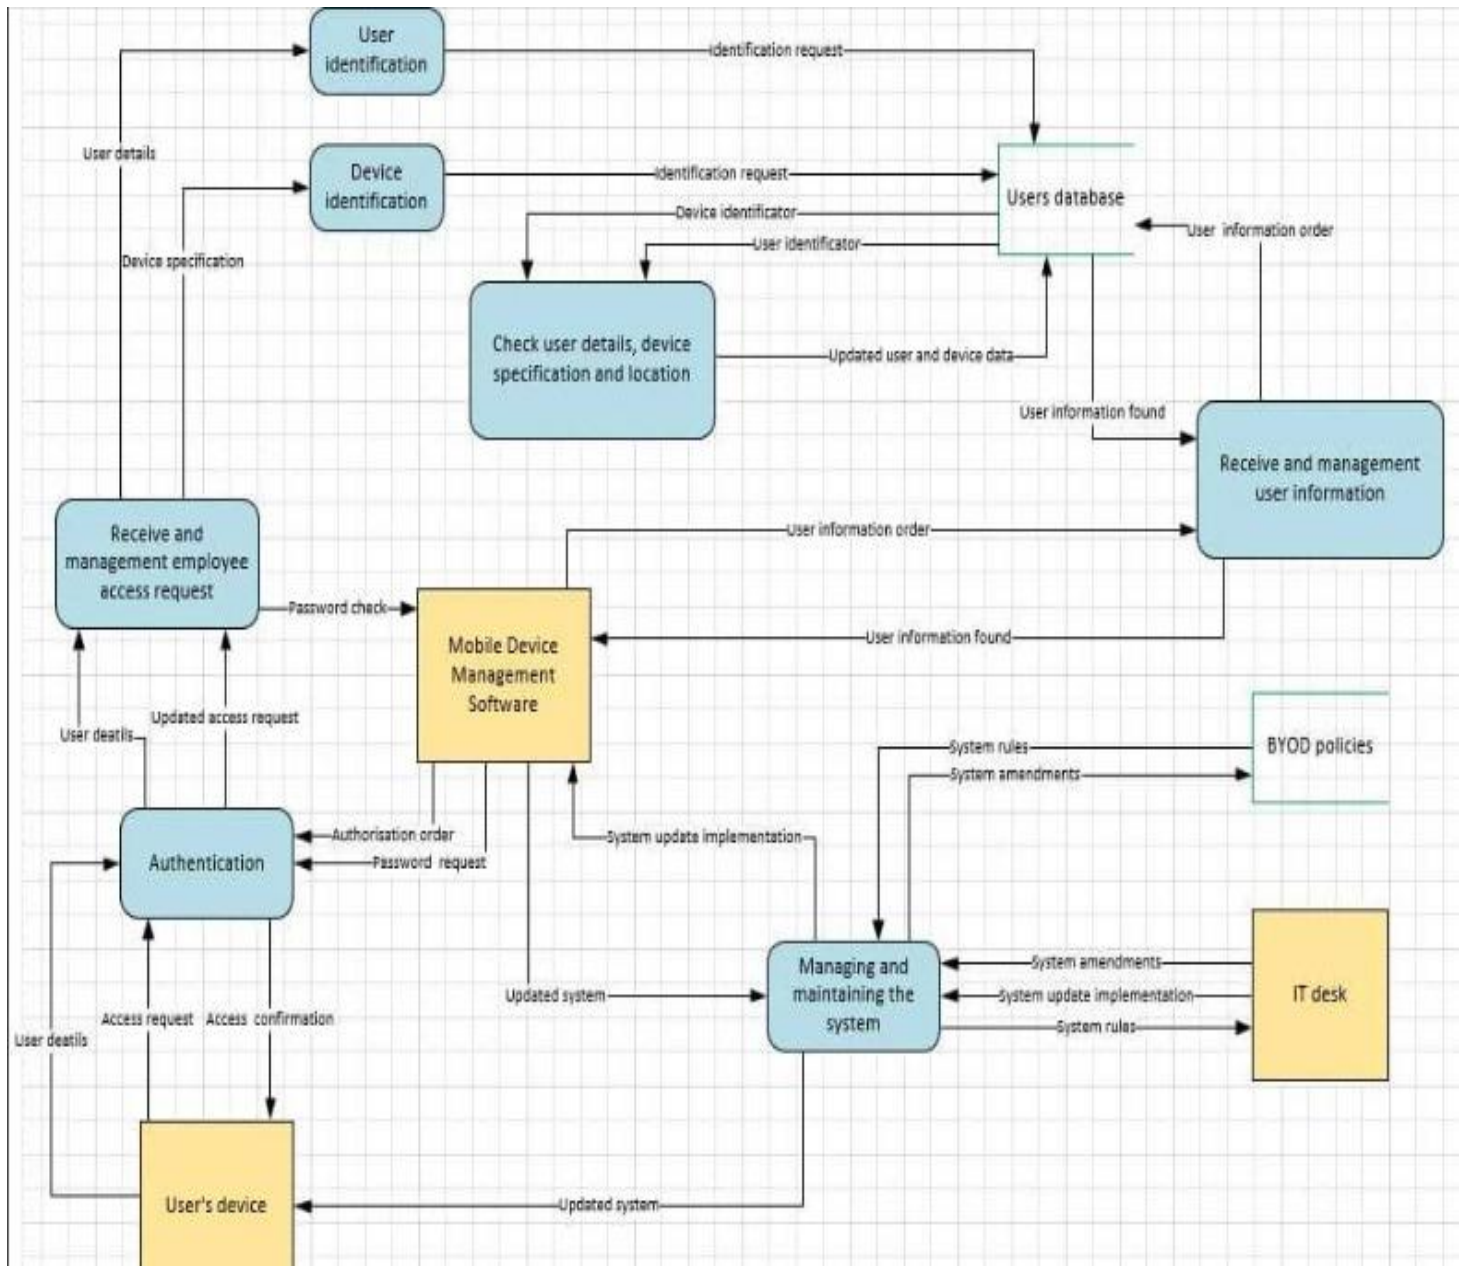 User
identification
Identification request
User details
Device
identification
Identification request
Users database
Device identificator
User identificator
User  information order
Device specification
Check user details, device
specification and location
Updated user and device data
User information found
Receive and management
user information
Receive and
management employee
access request
User information order
Password check
Mobile Device
Management
Software
User information found
Updated access request
User deatils
BYOD policies
System rules
System amendments
Authorisation order
System update implementation
Authentication
Password  request
System amendments
Managing and
maintaining the
system
Updated system
System update implementation
IT desk
Access request
Access  confirmation
System rules
User deatils
User's device
Updated system